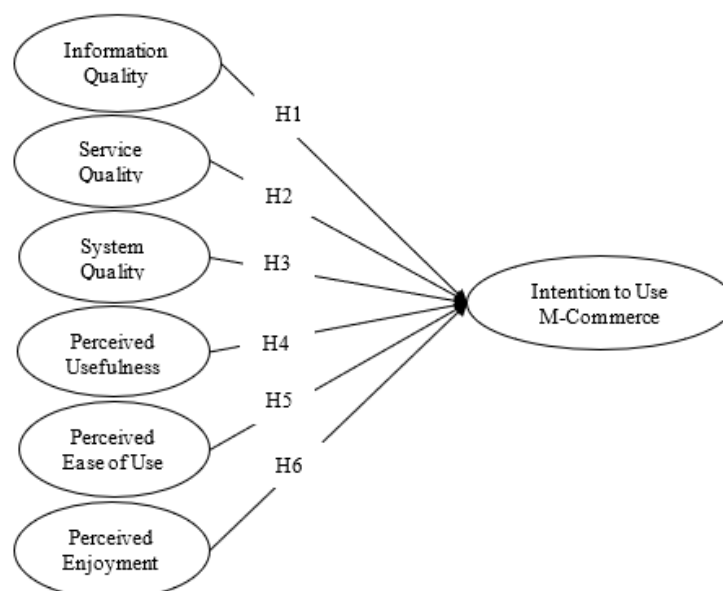 Information
Quality
H1
Service
Quality
H2
System
Quality
H3
Intention to Use
M-Commerce
Perceived
Usefulness
H4
Perceived
Ease of Use
H5
Perceived
Enjoyment
H6